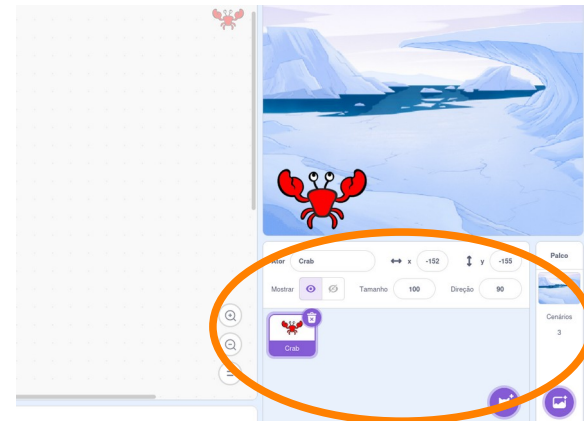 Ator Crab x -152 y -155
Mostrar Tamanho 100 Direção 90
Crab
Palco
Cenários
3